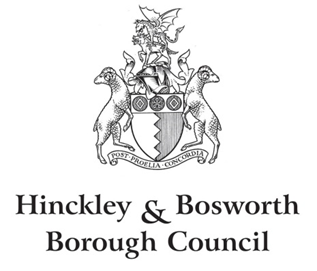 POST PROELIA CONCORDIA
Hinckley & Bosworth
Borough Council